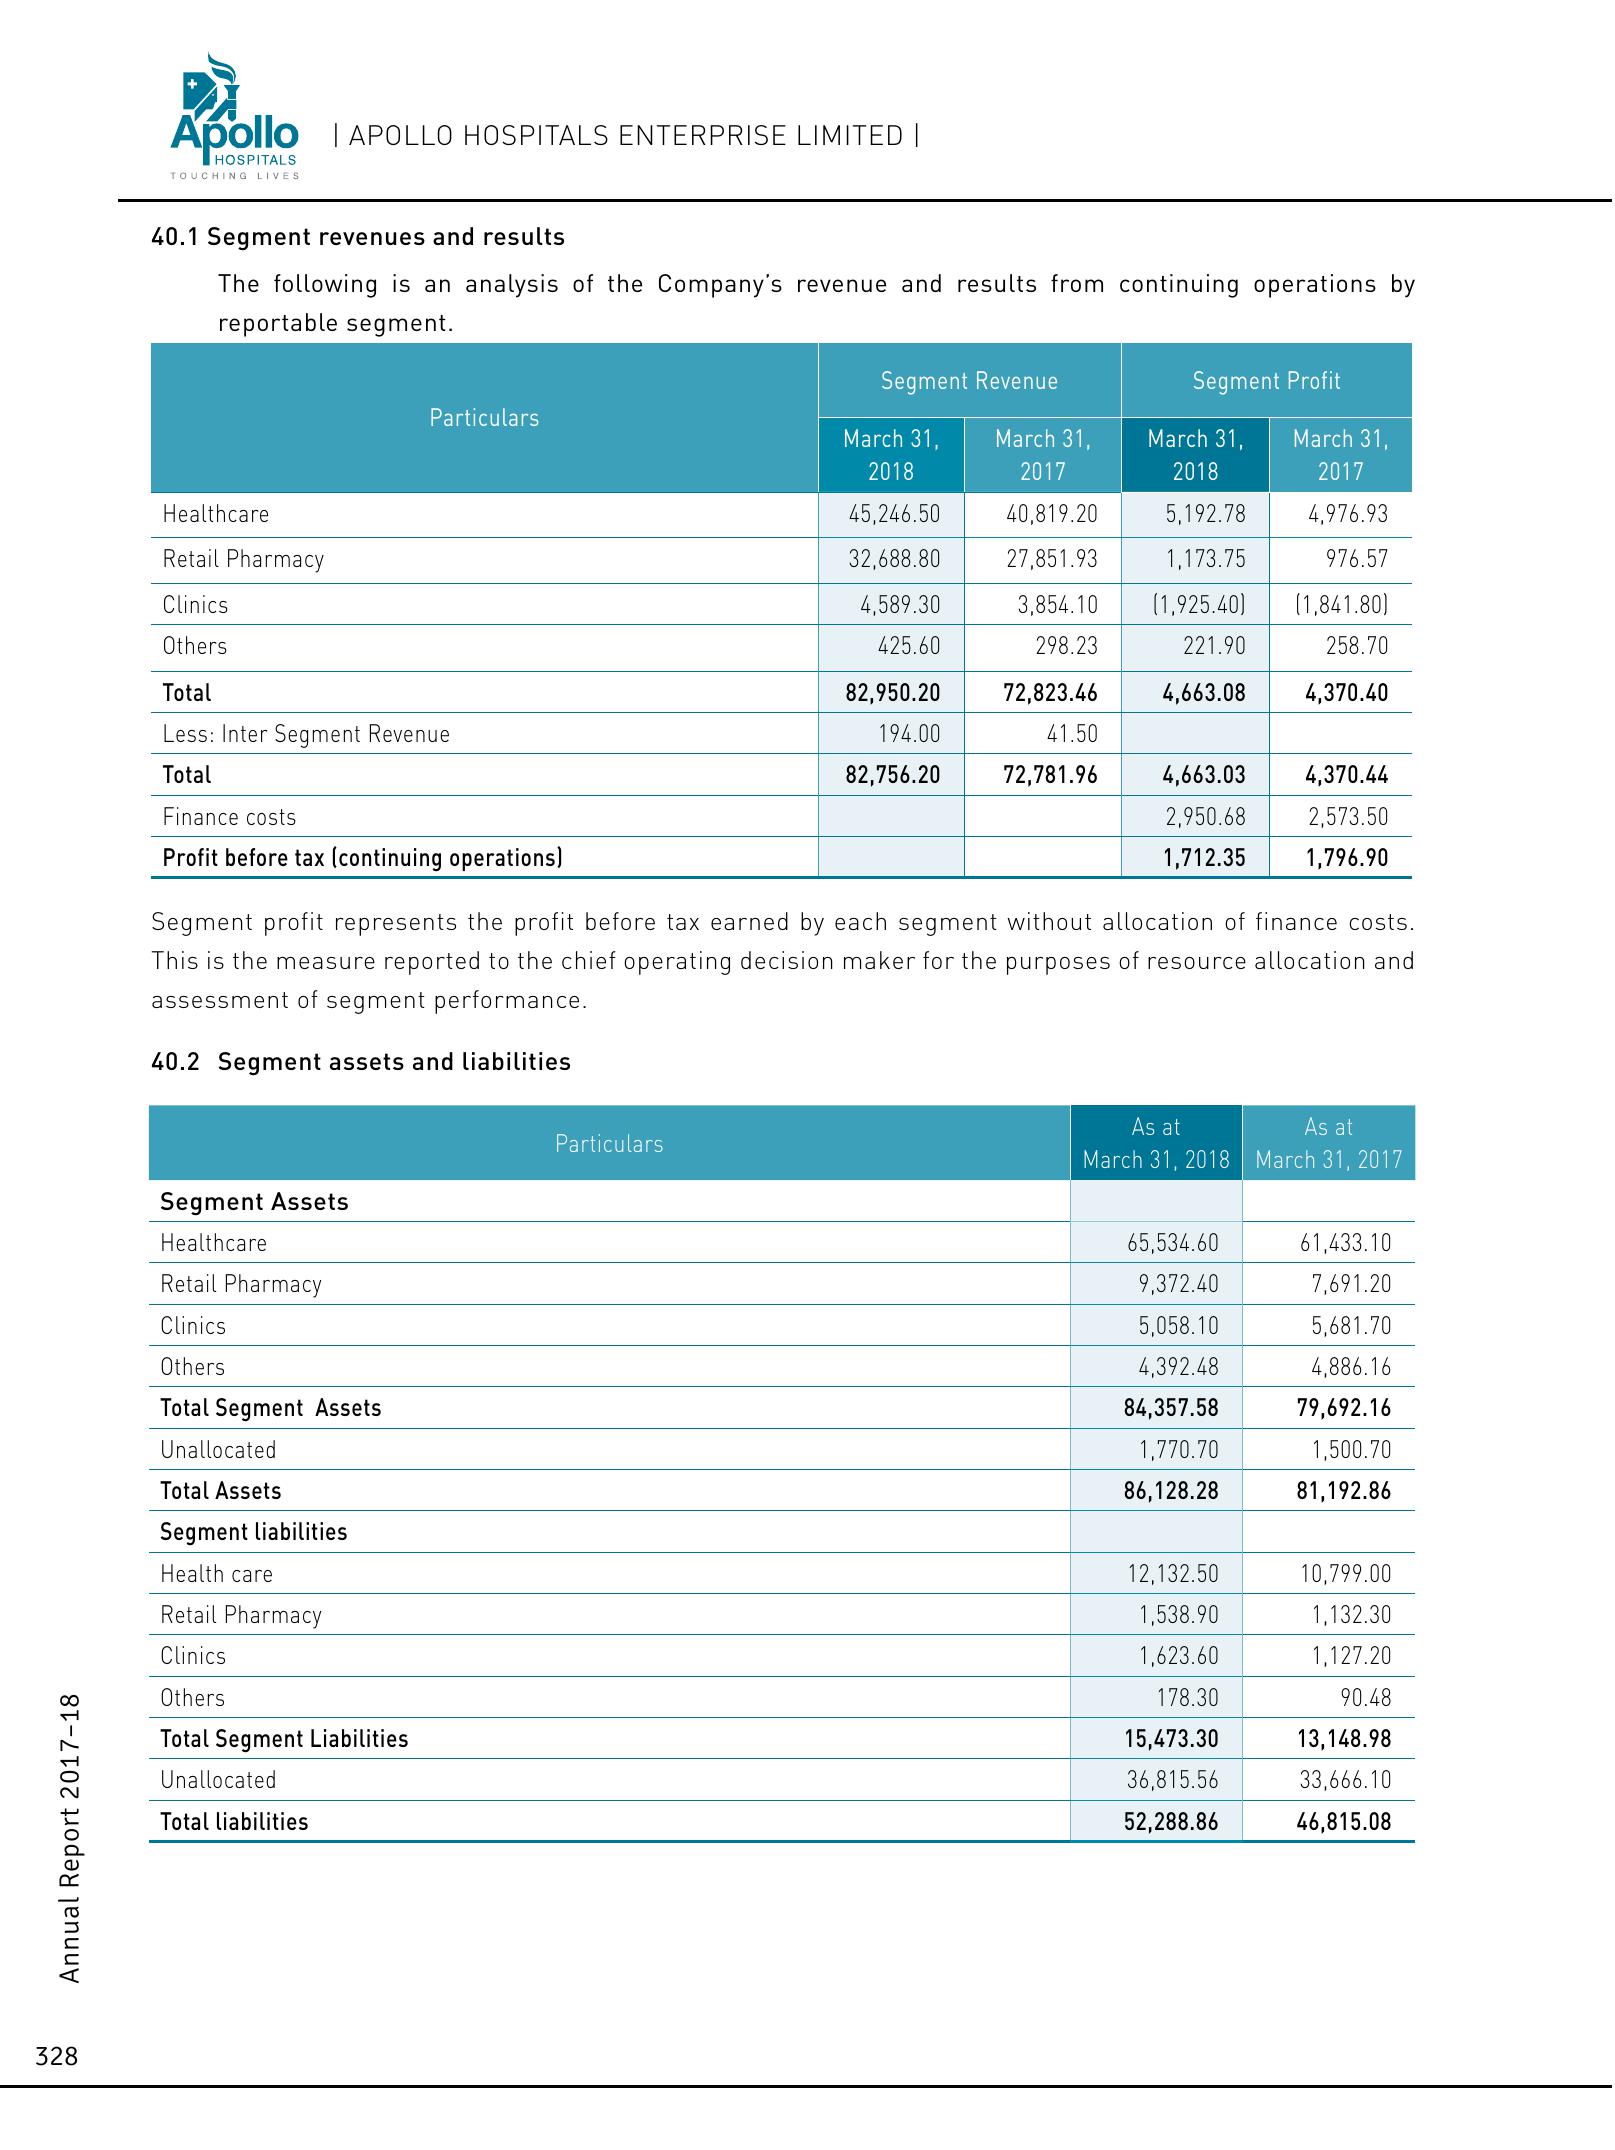 Apollo
HOSPITALS
TOUCHING LIVES
| APOLLO HOSPITALS ENTERPRISE LIMITED |
40.1 Segment revenues and results
The following is an analysis of the Company's revenue and results from continuing operations by
reportable segment.
Particulars Segment Revenue Segment Profit
March 31, 2018 March 31, 2017 March 31, 2018 March 31, 2017
Healthcare 45,246.50 40,819.20 5,192.78 4,976.93
Retail Pharmacy 32,688.80 27,851.93 1,173.75 976.57
Clinics 4,589.30 3,854.10 (1,925.40) (1,841.80)
Others 425.60 298.23 221.90 258.70
Total 82,950.20 72,823.46 4,663.08 4,370.40
Less: Inter Segment Revenue 194.00 41.50
Total 82,756.20 72,781.96 4,663.03 4,370.44
Finance costs 2,950.68 2,573.50
Profit before tax (continuing operations) 1,712.35 1,796.90
Segment profit represents the profit before tax earned by each segment without allocation of finance costs.
This is the measure reported to the chief operating decision maker for the purposes of resource allocation and
assessment of segment performance.
40.2 Segment assets and liabilities
Particulars As at March 31, 2018 As at March 31, 2017
Segment Assets
Healthcare 65,534.60 61,433.10
Retail Pharmacy 9,372.40 7,691.20
Clinics 5,058.10 5,681.70
Others 4,392.48 4,886.16
Total Segment Assets 84,357.58 79,692.16
Unallocated 1,770.70 1,500.70
Total Assets 86,128.28 81,192.86
Segment liabilities
Health care 12,132.50 10,799.00
Retail Pharmacy 1,538.90 1,132.30
Clinics 1,623.60 1,127.20
Others 178.30 90.48
Total Segment Liabilities 15,473.30 13,148.98
Unallocated 36,815.56 33,666.10
Total liabilities 52,288.86 46,815.08
Annual Report 2017–18
328